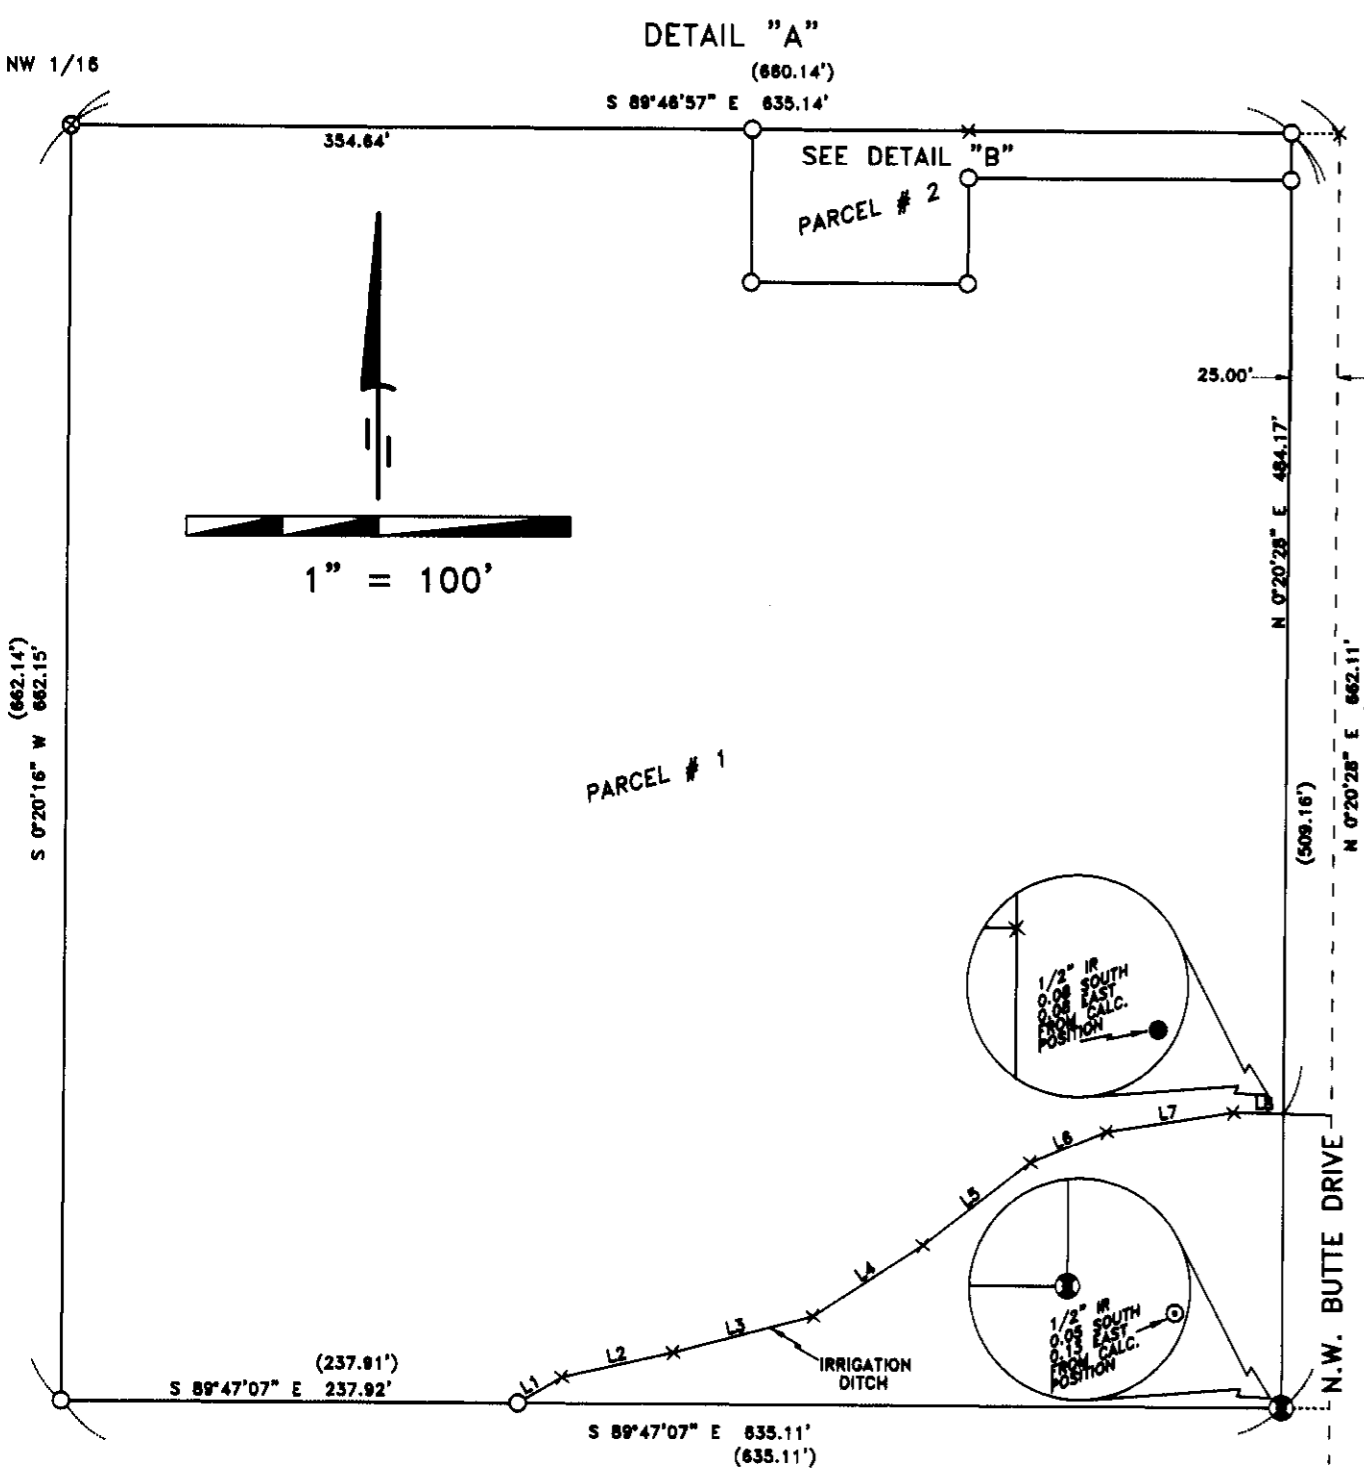 DETAIL "A"
NW 1/16
(660.14')
S 89°46'57" E 635.14'
354.64'
SEE DETAIL "B"
PARCEL # 2
25.00'
N 0°20'28" E 484.17'
1" = 100'
(662.14')
S 0°20'16" W 662.15'
N 0°20'28" E 662.11'
PARCEL # 1
(509.16')
1/2" IR
0.08 SOUTH
0.08 EAST
FROM CALC.
POSITION
L8
L7
L6
L5
L4
L3
L2
L1
N.W. BUTTE DRIVE
1/2" IR
0.05 SOUTH
0.13 EAST
FROM CALC.
POSITION
IRRIGATION
DITCH
(237.91')
S 89°47'07" E 237.92'
S 89°47'07" E 635.11'
(635.11')